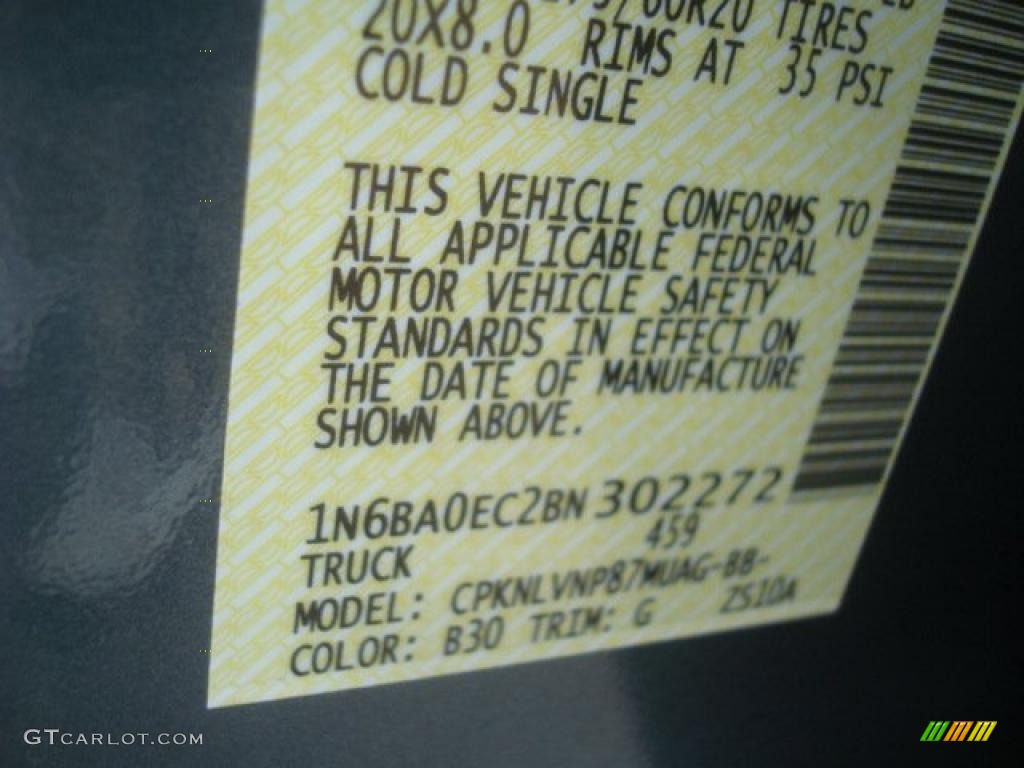 20X8.0 RIMS AT 35 PSI
COLD SINGLE
THIS VEHICLE CONFORMS TO
ALL APPLICABLE FEDERAL
MOTOR VEHICLE SAFETY
STANDARDS IN EFFECT ON
THE DATE OF MANUFACTURE
SHOWN ABOVE.
1N6BA0EC2BN302272
TRUCK 459
MODEL: CPKNLVNP87MUAG-BB-
COLOR: B30 TRIM: G ZS10A
GTCARLOT.COM